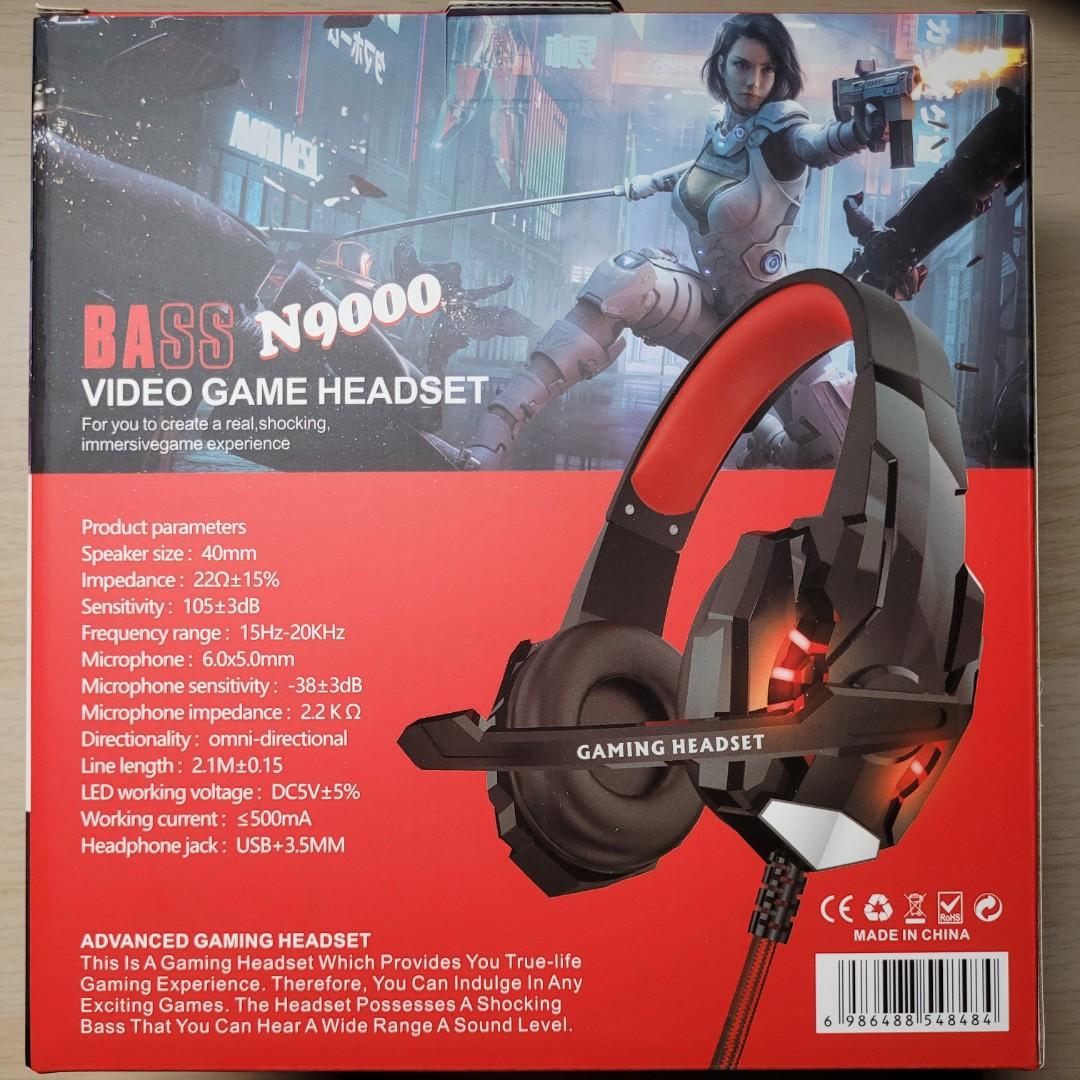 BASS N9000
VIDEO GAME HEADSET
For you to create a real,shocking,
immersivegame experience
Product parameters
Speaker size : 40mm
Impedance : 22Ω±15%
Sensitivity : 105±3dB
Frequency range : 15Hz-20KHz
Microphone : 6.0x5.0mm
Microphone sensitivity : -38±3dB
Microphone impedance : 2.2 K Ω
Directionality : omni-directional
Line length : 2.1M±0.15
LED working voltage : DC5V±5%
Working current : ≤500mA
Headphone jack : USB+3.5MM
GAMING HEADSET
ADVANCED GAMING HEADSET
This Is A Gaming Headset Which Provides You True-life
Gaming Experience. Therefore, You Can Indulge In Any
Exciting Games. The Headset Possesses A Shocking
Bass That You Can Hear A Wide Range A Sound Level.
CE RoHS
MADE IN CHINA
6 986488 548484